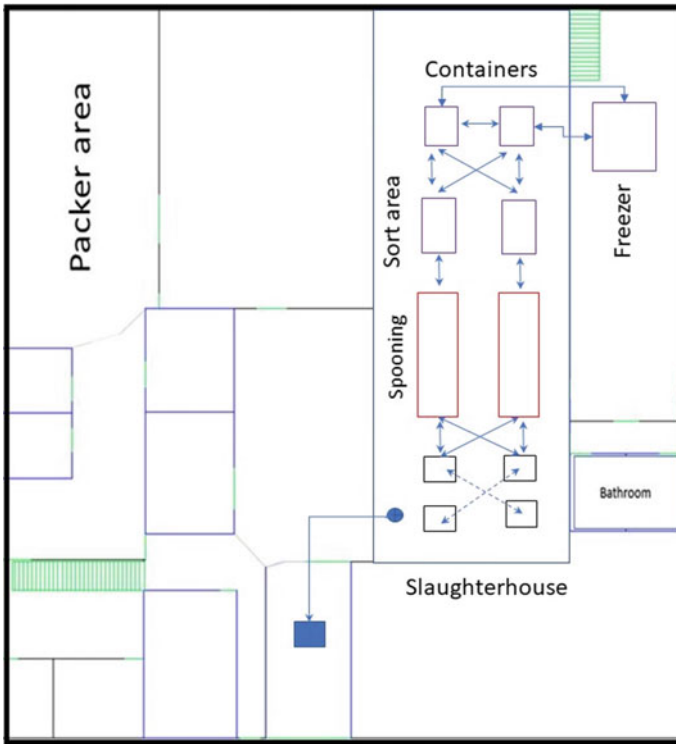 Packer area
Containers
Sort area
Freezer
Spooning
Bathroom
Slaughterhouse